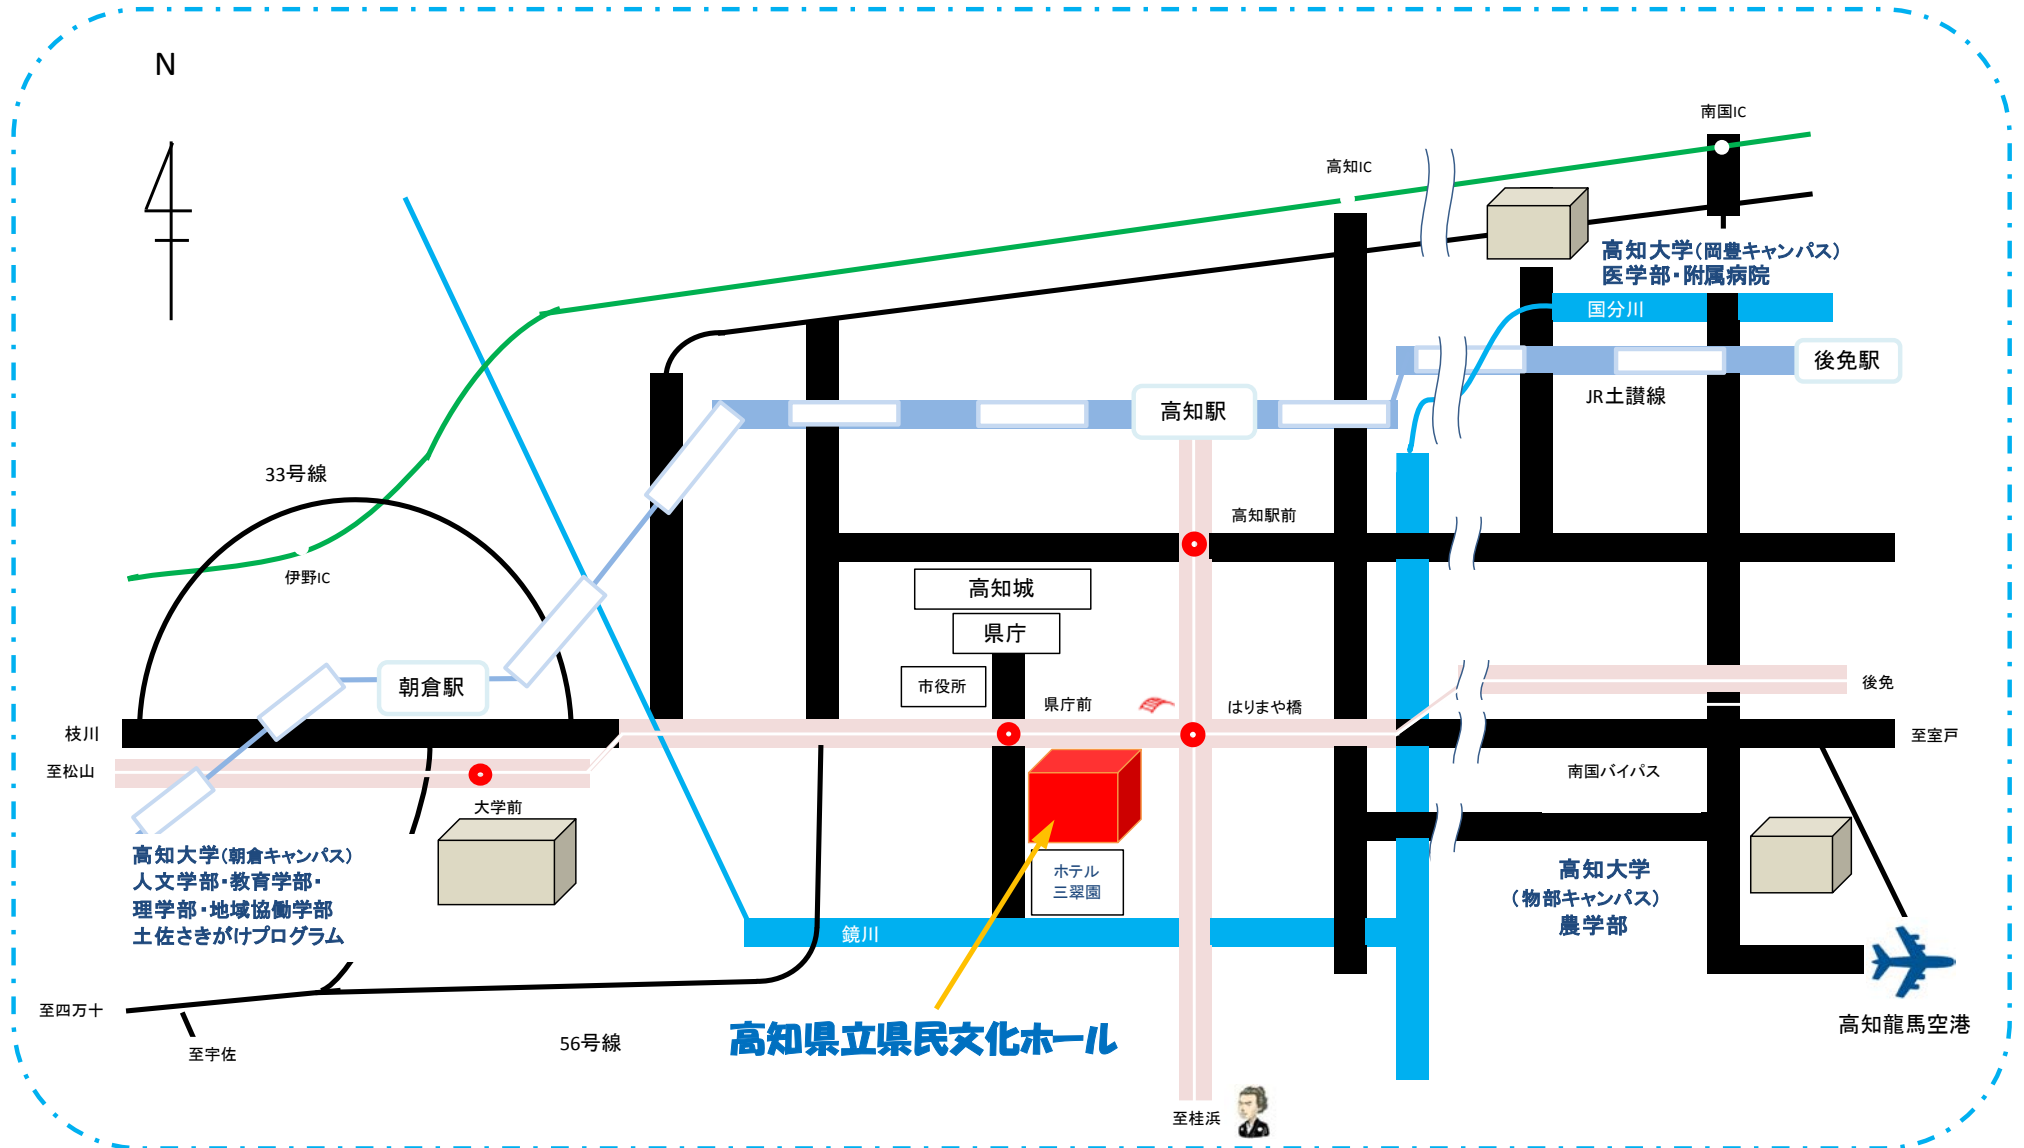 N
南国IC
高知IC
高知大学(岡豊キャンパス)
医学部・附属病院
国分川
後免駅
JR土讃線
高知駅
33号線
高知駅前
伊野IC
高知城
県庁
朝倉駅
市役所
県庁前
はりまや橋
後免
枝川
至室戸
至松山
南国バイパス
大学前
高知大学(朝倉キャンパス)
人文学部・教育学部・
理学部・地域協働学部
土佐さきがけプログラム
ホテル
三翠園
高知大学
(物部キャンパス)
農学部
鏡川
至四万十
高知龍馬空港
56号線
高知県立県民文化ホール
至宇佐
至桂浜